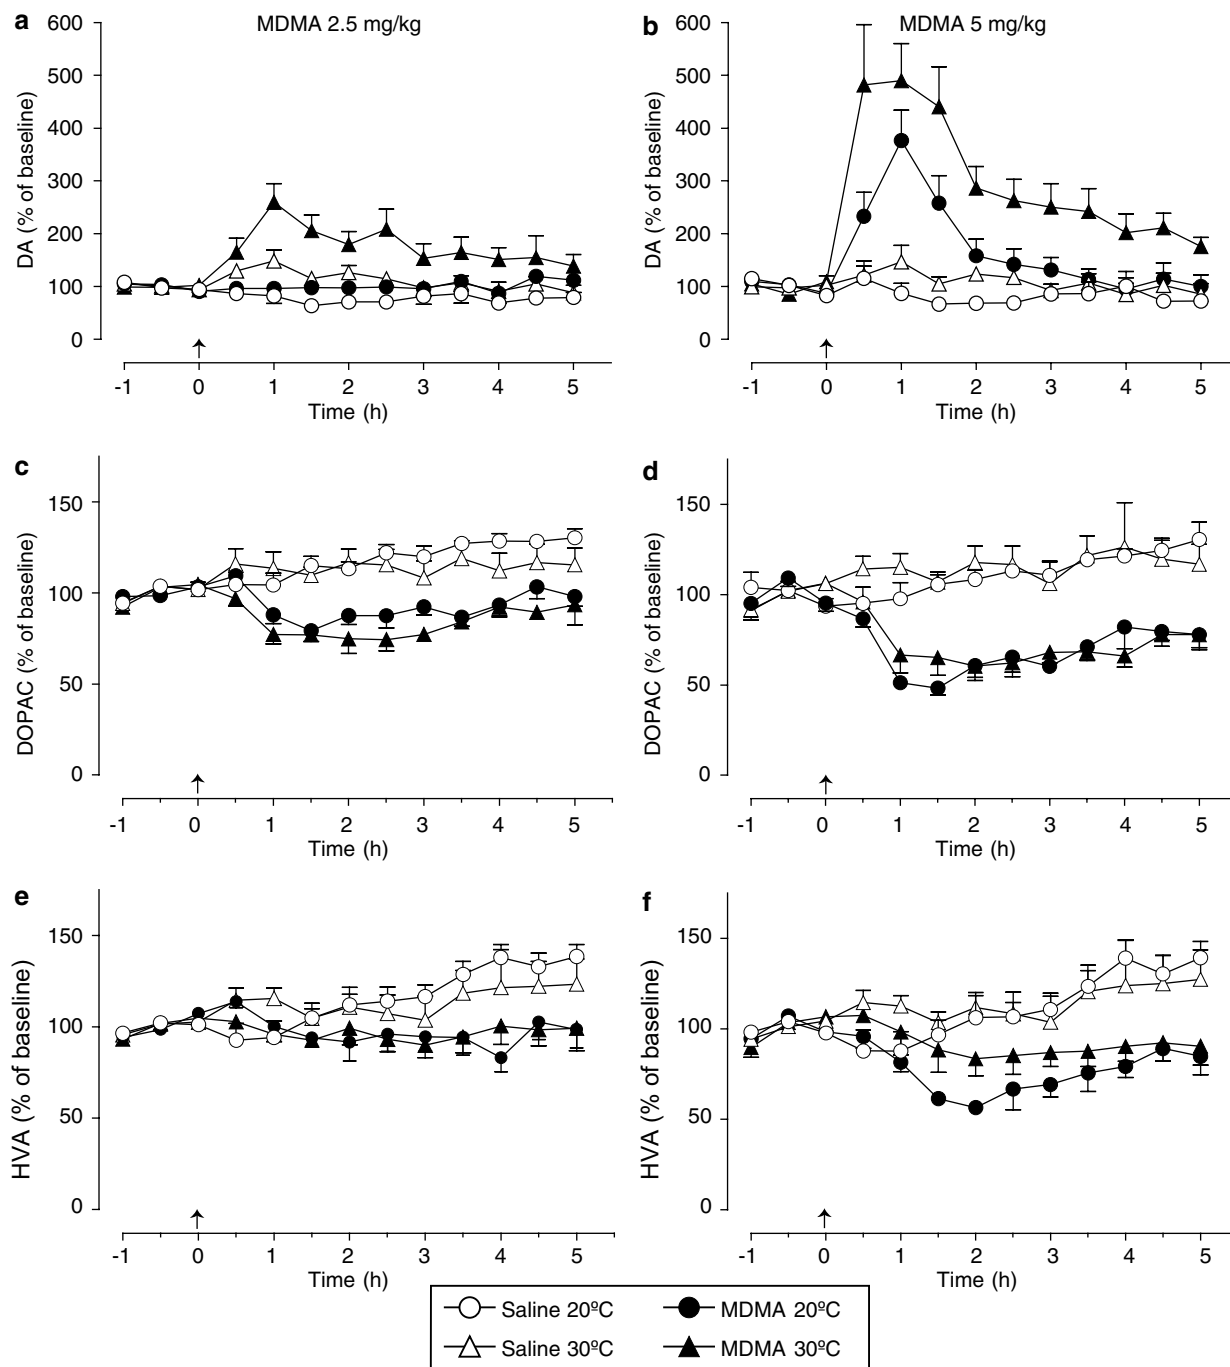 a
MDMA 2.5 mg/kg
600
500
400
300
200
100
0
DA (% of baseline)
-1 0 1 2 3 4 5
Time (h)
b
MDMA 5 mg/kg
600
500
400
300
200
100
0
DA (% of baseline)
-1 0 1 2 3 4 5
Time (h)
c
150
100
50
0
DOPAC (% of baseline)
-1 0 1 2 3 4 5
Time (h)
d
150
100
50
0
DOPAC (% of baseline)
-1 0 1 2 3 4 5
Time (h)
e
150
100
50
0
HVA (% of baseline)
-1 0 1 2 3 4 5
Time (h)
f
150
100
50
0
HVA (% of baseline)
-1 0 1 2 3 4 5
Time (h)
Saline 20ºC
MDMA 20ºC
Saline 30ºC
MDMA 30ºC